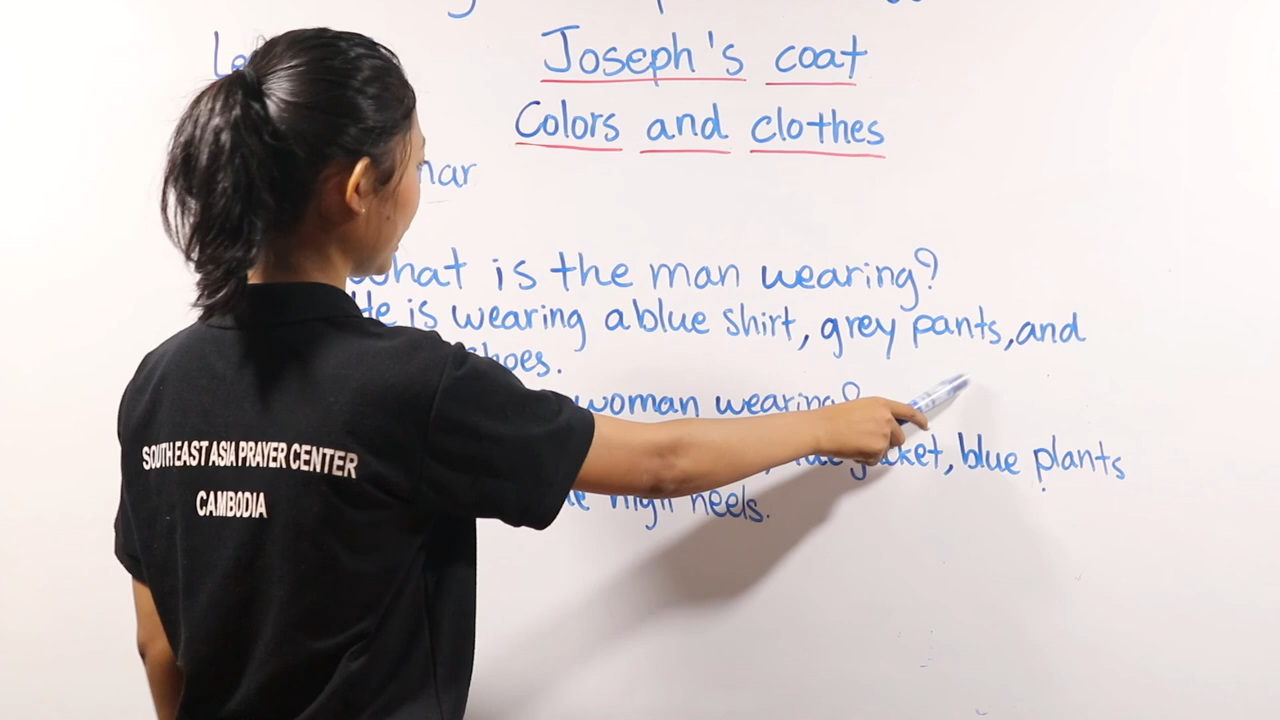 Joseph's coat
Colors and clothes
What is the man wearing?
He is wearing a blue shirt, grey pants, and
shoes.
woman wearing?
jacket, blue plants
high heels.
SOUTH EAST ASIA PRAYER CENTER
CAMBODIA